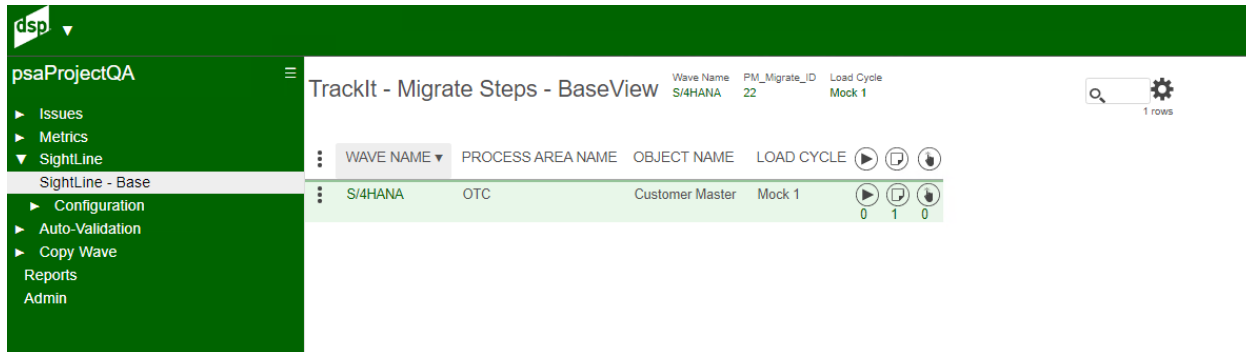 dsp
psaProjectQA
Issues
Metrics
SightLine
SightLine - Base
Configuration
Auto-Validation
Copy Wave
Reports
Admin
TrackIt - Migrate Steps - BaseView
Wave Name PM_Migrate_ID Load Cycle
S/4HANA 22 Mock 1
1 rows
WAVE NAME PROCESS AREA NAME OBJECT NAME LOAD CYCLE
S/4HANA OTC Customer Master Mock 1
0 1 0